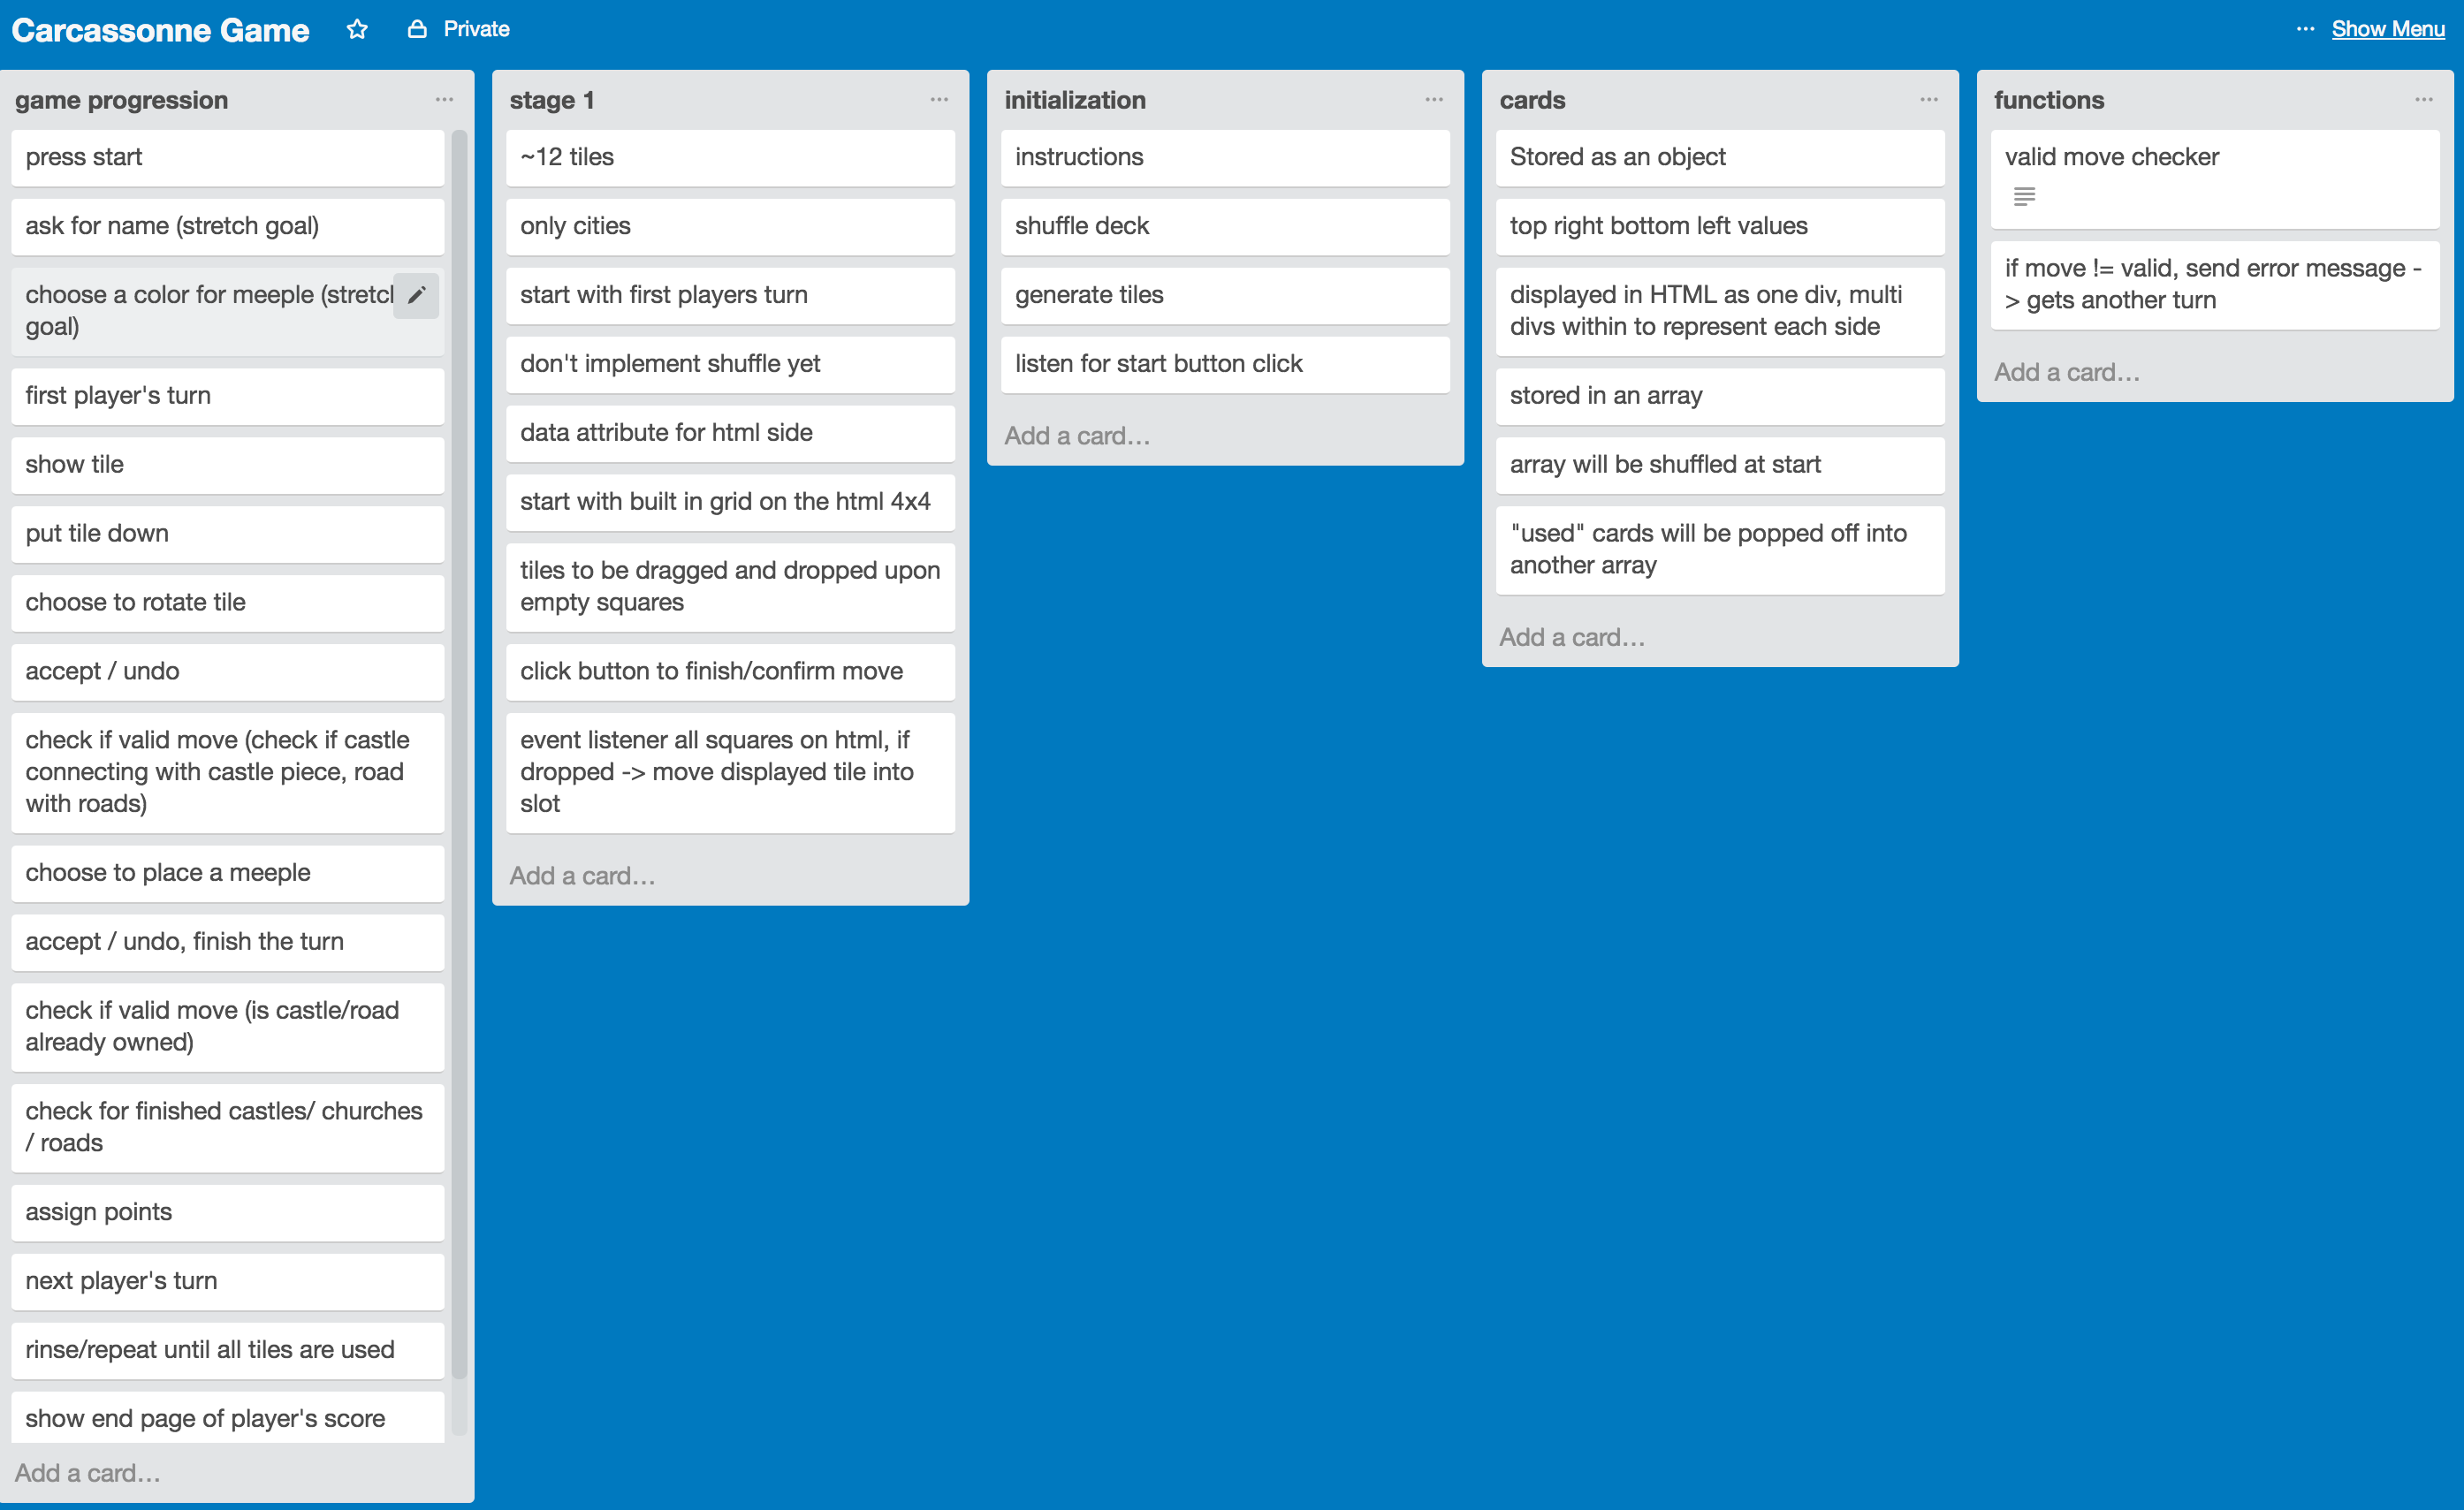 Carcassonne Game
Private
Show Menu
game progression
press start
ask for name (stretch goal)
choose a color for meeple (stretch
goal)
first player's turn
show tile
put tile down
choose to rotate tile
accept / undo
check if valid move (check if castle
connecting with castle piece, road
with roads)
choose to place a meeple
accept / undo, finish the turn
check if valid move (is castle/road
already owned)
check for finished castles/ churches
/ roads
assign points
next player's turn
rinse/repeat until all tiles are used
show end page of player's score
Add a card…
stage 1
~12 tiles
only cities
start with first players turn
don't implement shuffle yet
data attribute for html side
start with built in grid on the html 4x4
tiles to be dragged and dropped upon
empty squares
click button to finish/confirm move
event listener all squares on html, if
dropped -> move displayed tile into
slot
Add a card…
initialization
instructions
shuffle deck
generate tiles
listen for start button click
Add a card…
cards
Stored as an object
top right bottom left values
displayed in HTML as one div, multi
divs within to represent each side
stored in an array
array will be shuffled at start
"used" cards will be popped off into
another array
Add a card…
functions
valid move checker
if move != valid, send error message -
> gets another turn
Add a card…